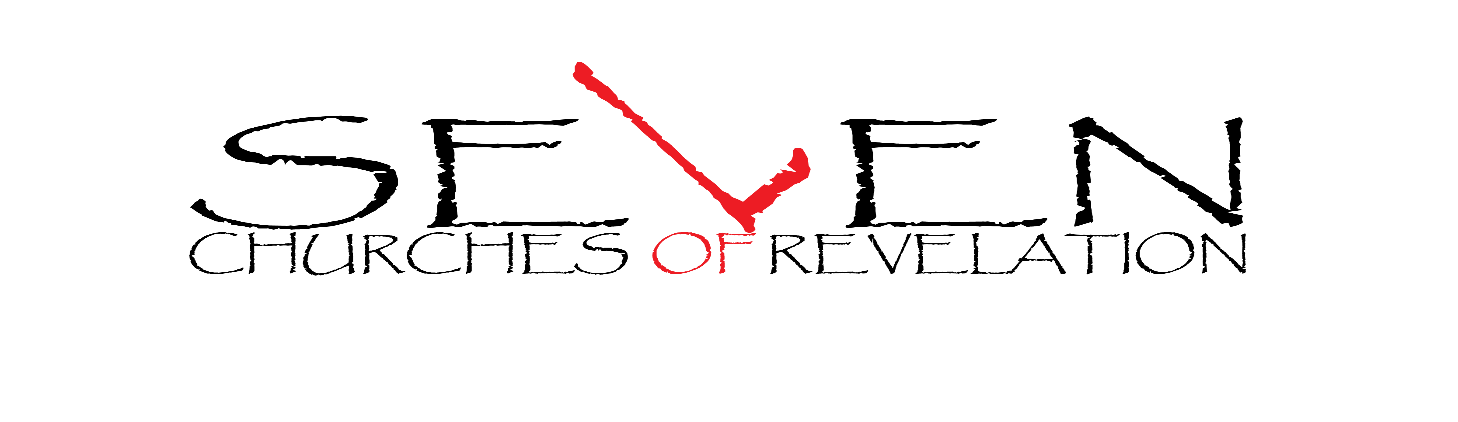 SEVEN
CHURCHES OF REVELATION